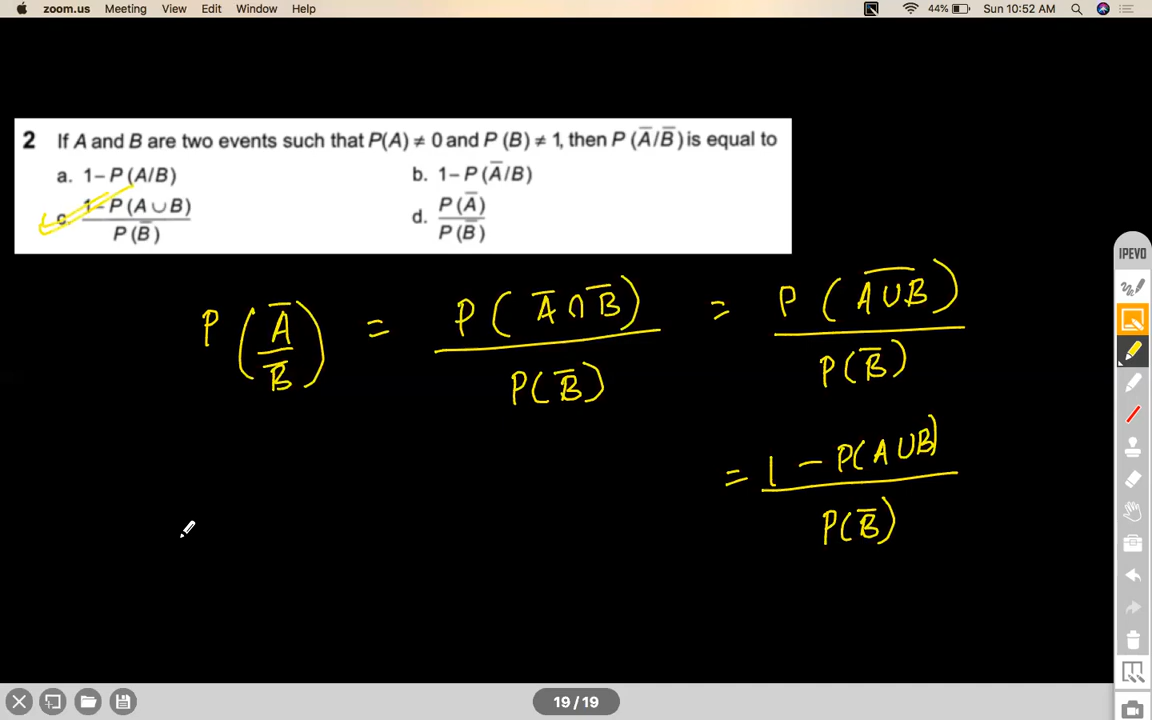 zoom.us Meeting View Edit Window Help 44% Sun 10:52 AM
2 If A and B are two events such that P(A) ≠ 0 and P (B) ≠ 1, then P (A̅/B̅) is equal to
a. 1– P (A/B) b. 1– P (A̅/B)
c. 1– P (A ∪ B) / P (B̅) d. P (A̅) / P (B̅)
IPEVO
P (A̅ / B̅) = P ( A̅ ∩ B̅ ) / P(B̅) = P ( A̅∪̅B̅ ) / P(B̅)
= 1 – P(A∪B) / P(B̅)
19 / 19